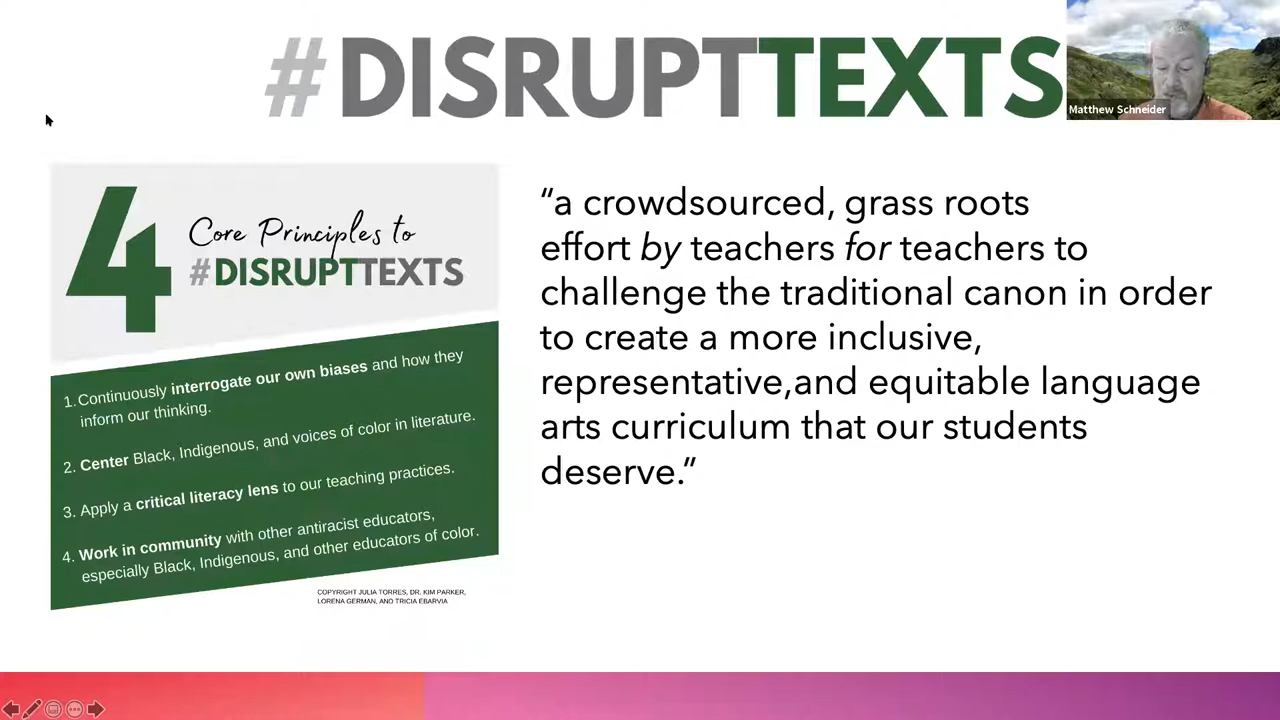 #DISRUPTTEXTS
Matthew Schneider
4
Core Principles to
#DISRUPTTEXTS
1. Continuously interrogate our own biases and how they
inform our thinking.
2. Center Black, Indigenous, and voices of color in literature.
3. Apply a critical literacy lens to our teaching practices.
4. Work in community with other antiracist educators,
especially Black, Indigenous, and other educators of color.
COPYRIGHT JULIA TORRES, DR. KIM PARKER,
LORENA GERMAN, AND TRICIA EBARVIA
“a crowdsourced, grass roots
effort by teachers for teachers to
challenge the traditional canon in order
to create a more inclusive,
representative,and equitable language
arts curriculum that our students
deserve.”